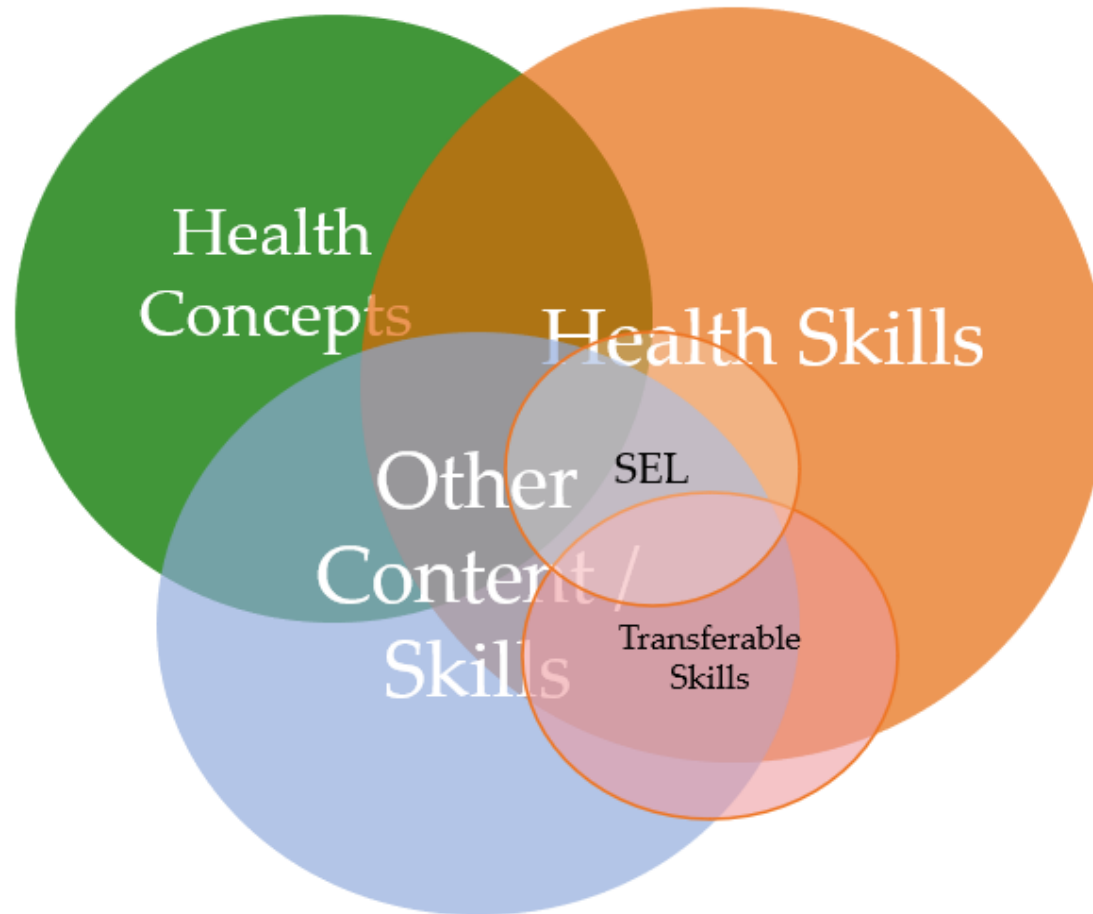 Health
Concepts
Health Skills
Other
Content /
Skills
SEL
Transferable
Skills